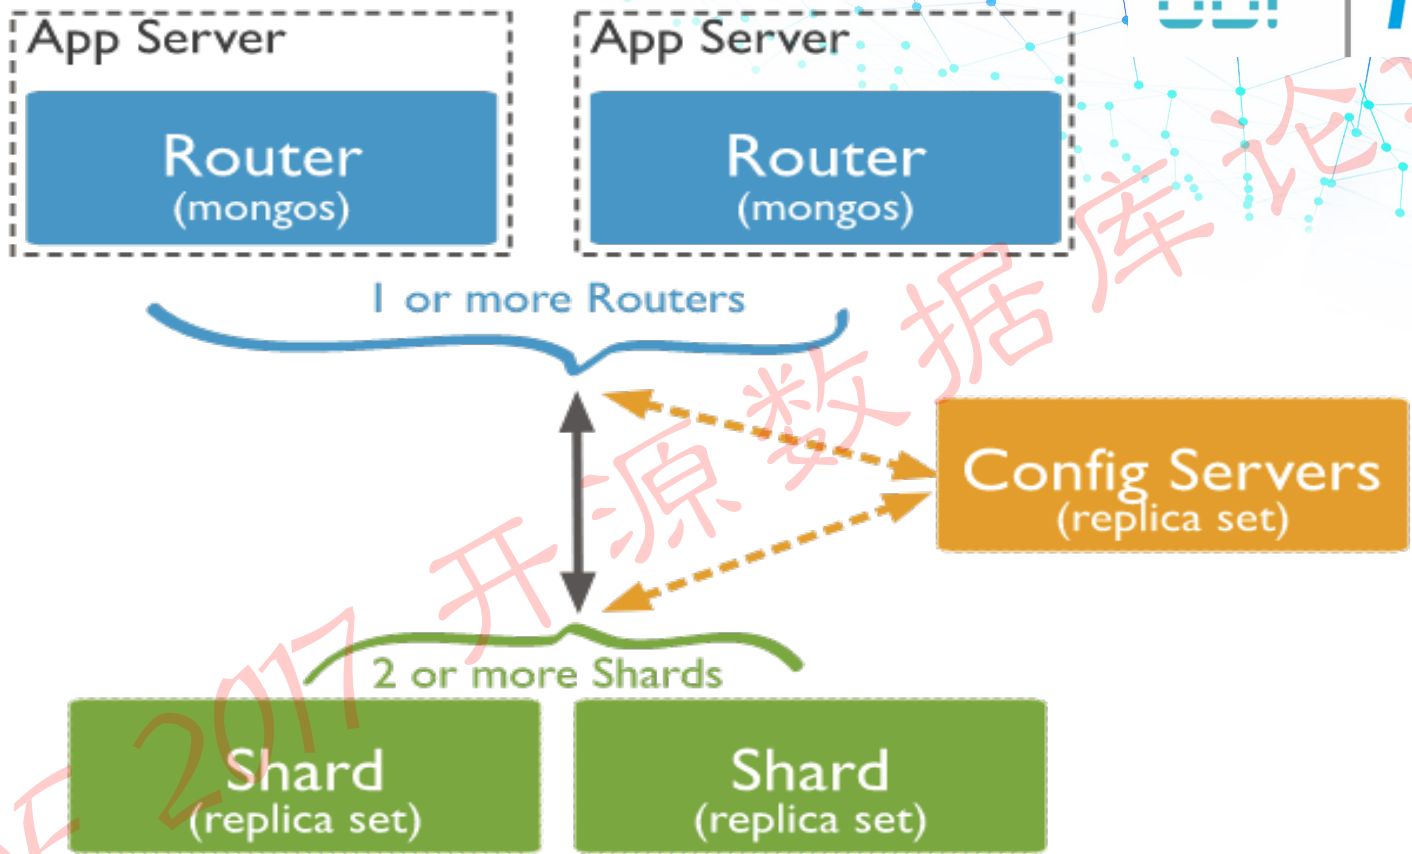 App Server
App Server
Router
(mongos)
Router
(mongos)
1 or more Routers
Config Servers
(replica set)
2 or more Shards
Shard
(replica set)
Shard
(replica set)
2017 开源数据库论